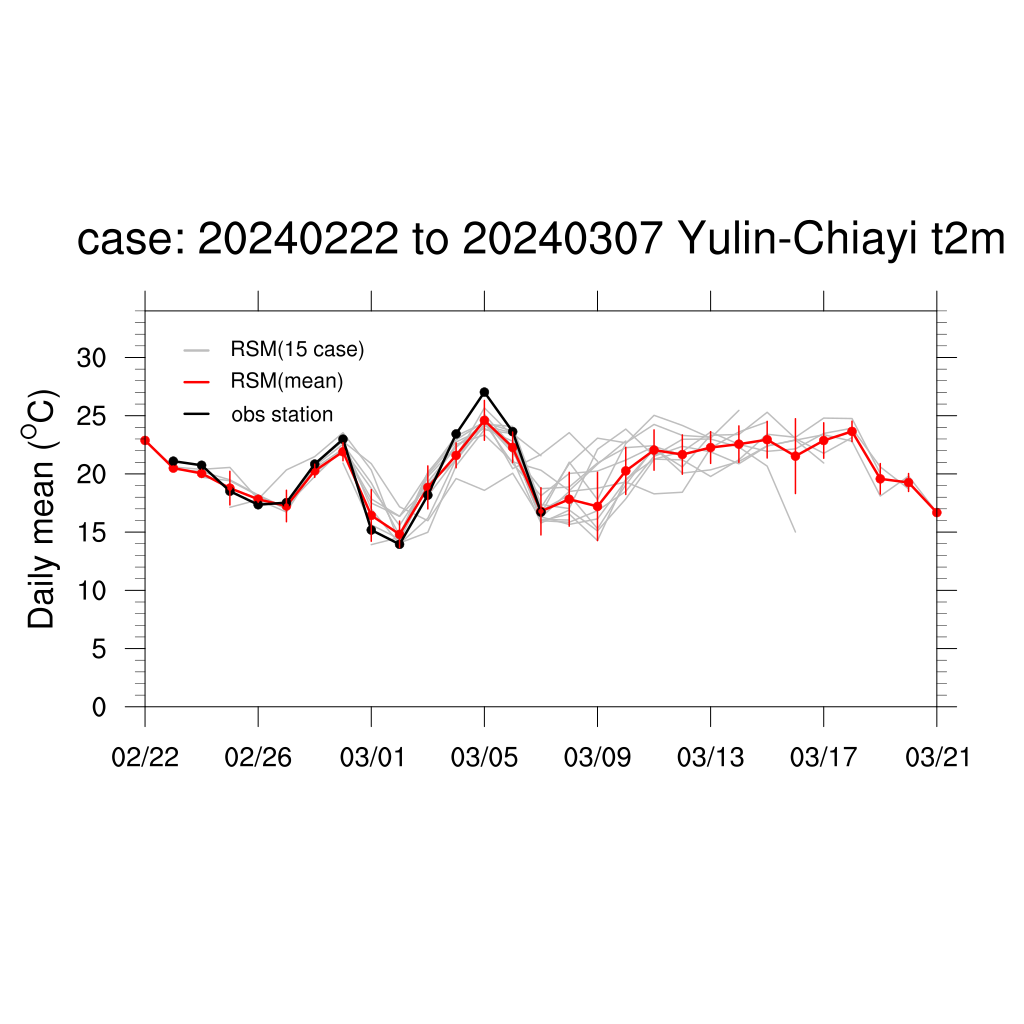 case: 20240222 to 20240307 Yulin-Chiayi t2m
RSM(15 case)
RSM(mean)
obs station
Daily mean (°C)
30
25
20
15
10
5
0
02/22 02/26 03/01 03/05 03/09 03/13 03/17 03/21